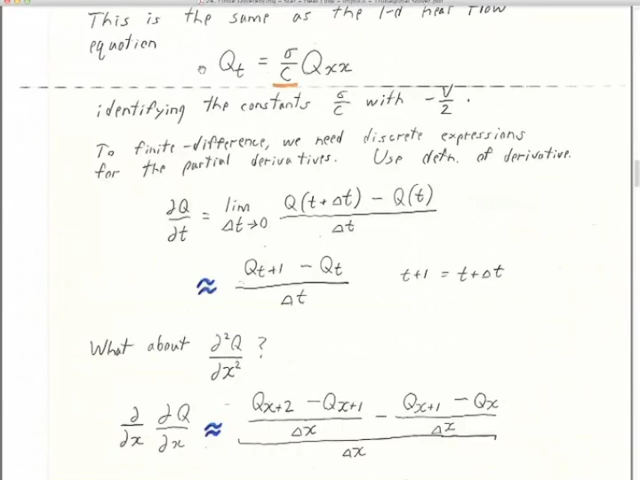 This is the same as the 1-d heat flow
equation
Q_t = σ/C Q_xx
identifying the constants σ/C with -V/2 .
To finite-difference, we need discrete expressions
for the partial derivatives. Use defn. of derivative.
∂Q/∂t = lim Δt→0 (Q(t+Δt) - Q(t))/Δt
≈ (Q_t+1 - Q_t)/Δt t+1 = t+Δt
What about ∂²Q/∂x² ?
∂/∂x ∂Q/∂x ≈ ((Q_x+2 - Q_x+1)/Δx - (Q_x+1 - Q_x)/Δx)/Δx